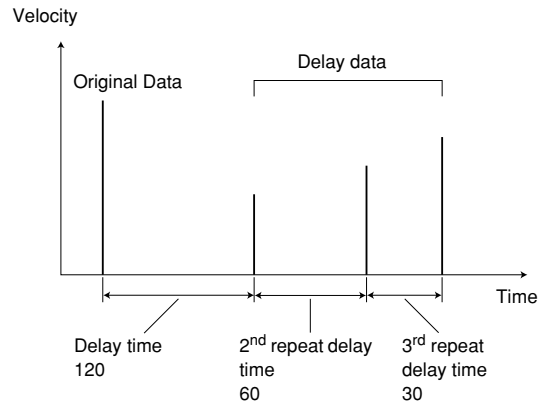 Velocity
Delay data
Original Data
Time
Delay time
120
2nd repeat delay
time
60
3rd repeat
delay time
30